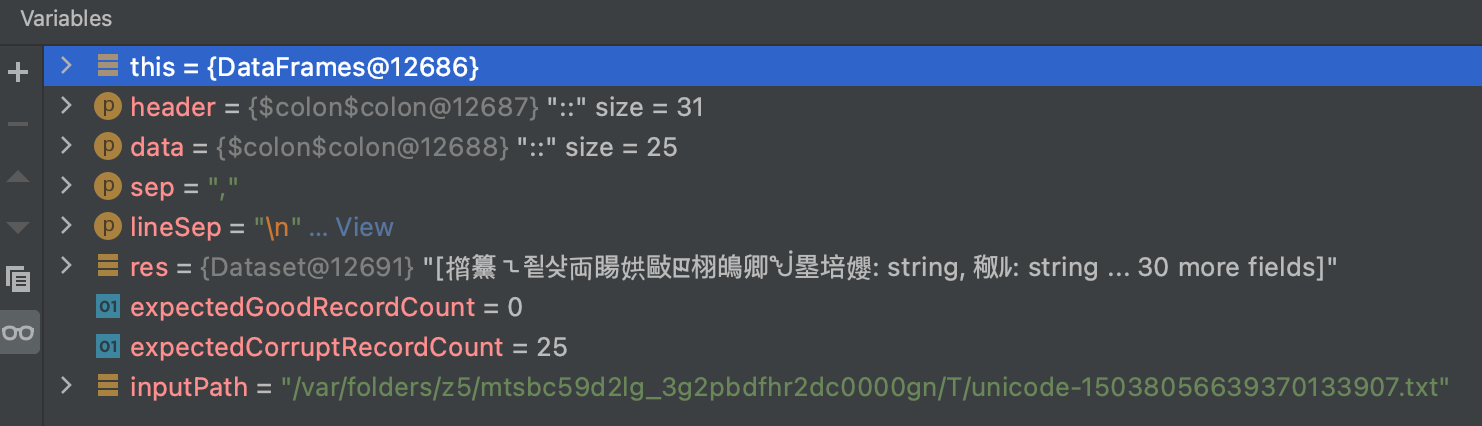 Variables
this = {DataFrames@12686}
p header = {$colon$colon@12687} "::" size = 31
p data = {$colon$colon@12688} "::" size = 25
p sep = ","
p lineSep = "\n" ... View
res = {Dataset@12691} ": string, : string ... 30 more fields]"
01 expectedGoodRecordCount = 0
01 expectedCorruptRecordCount = 25
inputPath = "/var/folders/z5/mtsbc59d2lg_3g2pbdfhr2dc0000gn/T/unicode-15038056639370133907.txt"